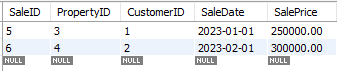 SaleID PropertyID CustomerID SaleDate SalePrice
5 3 1 2023-01-01 250000.00
6 4 2 2023-02-01 300000.00
NULL NULL NULL NULL NULL